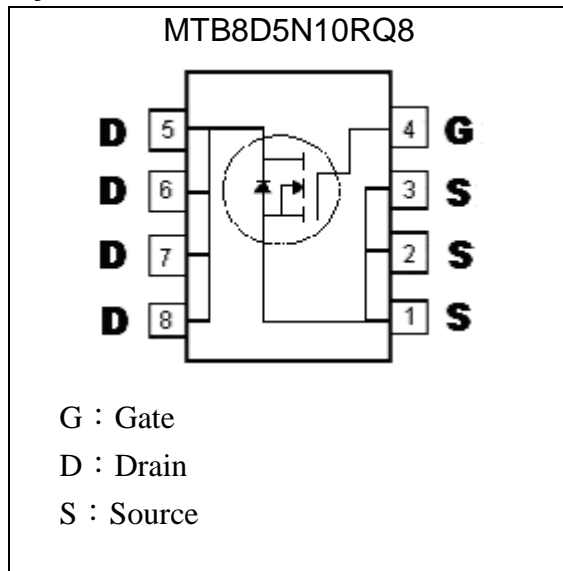 MTB8D5N10RQ8
D 5 4 G
D 6 3 S
D 7 2 S
D 8 1 S
G：Gate
D：Drain
S：Source